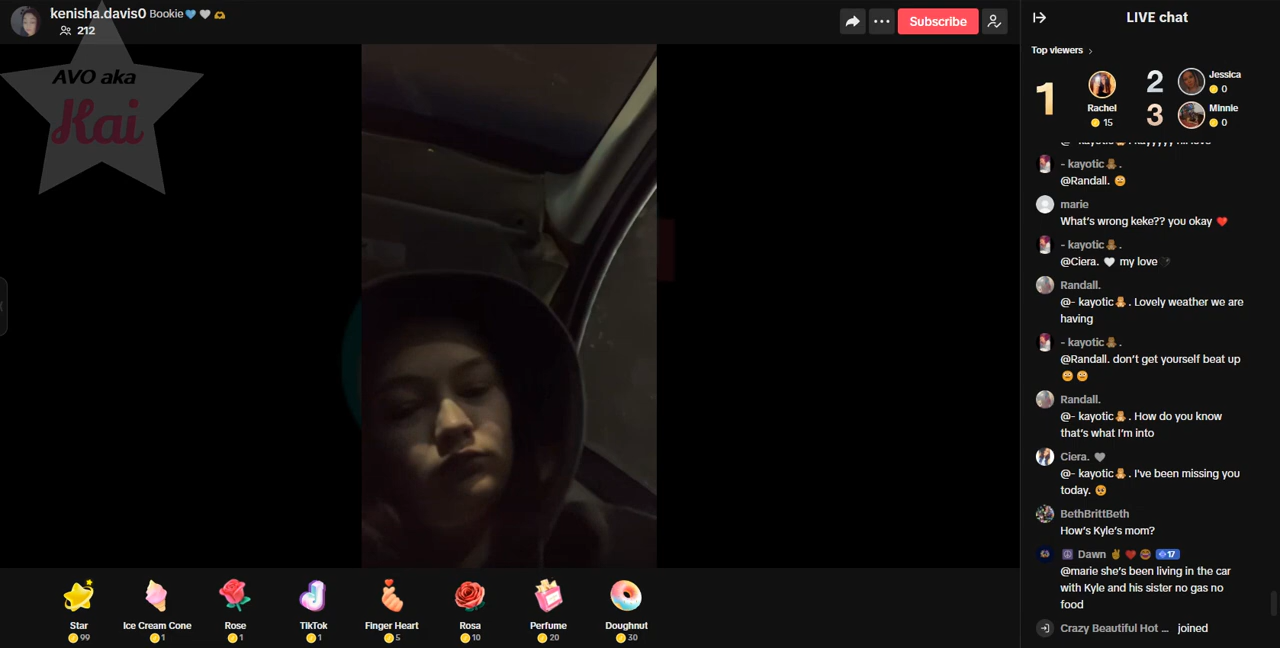 kenisha.davis0 Bookie💙🤍🫶
212
Subscribe
LIVE chat
AVO aka
Kai
Top viewers
1
Rachel
15
2
Jessica
0
3
Minnie
0
- kayotic🧸.
@Randall. 😩
marie
What's wrong keke?? you okay ❤️
- kayotic🧸.
@Ciera. 🤍 my love
Randall.
@- kayotic🧸. Lovely weather we are
having
- kayotic🧸.
@Randall. don't get yourself beat up
😩😩
Randall.
@- kayotic🧸. How do you know
that's what I'm into
Ciera. 🤍
@- kayotic🧸. I've been missing you
today. 🥺
BethBrittBeth
How's Kyle's mom?
Dawn ✌🏽❤️ 17
@marie she's been living in the car
with Kyle and his sister no gas no
food
Crazy Beautiful Hot ... joined
Star
99
Ice Cream Cone
1
Rose
1
TikTok
1
Finger Heart
5
Rosa
10
Perfume
20
Doughnut
30